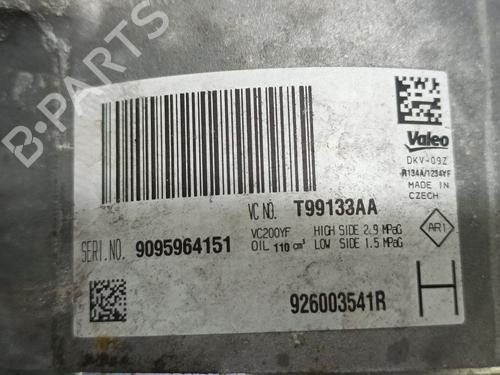 B-PARTS
Valeo
DKV-09Z
R134A/1234YF
MADE IN
CZECH
VC NO. T99133AA
SERI.NO. 9095964151
VC200YF HIGH SIDE 2.9 MPaG
OIL 110 cm³ LOW SIDE 1.5 MPaG
AR1
H
926003541R